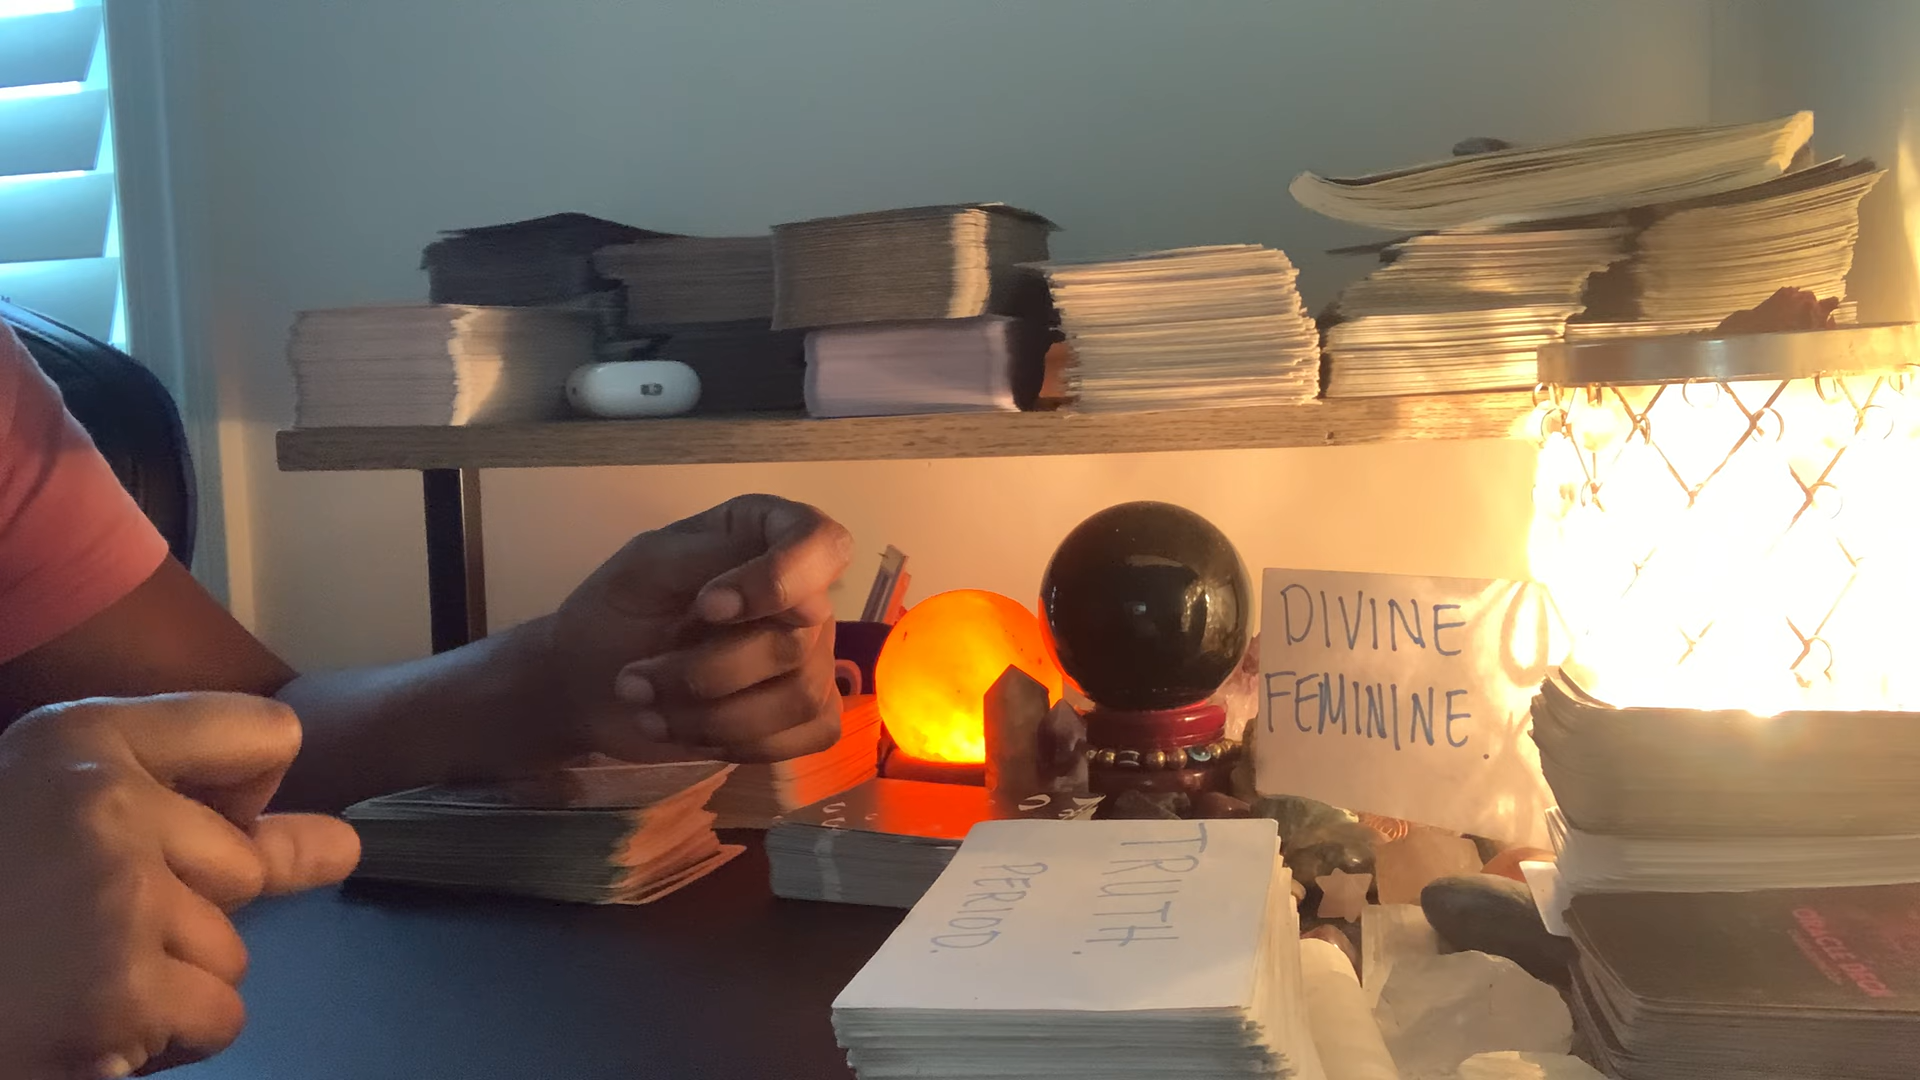 DIVINE
FEMININE.
TRUTH.
PERIOD.
ORACLE DECK